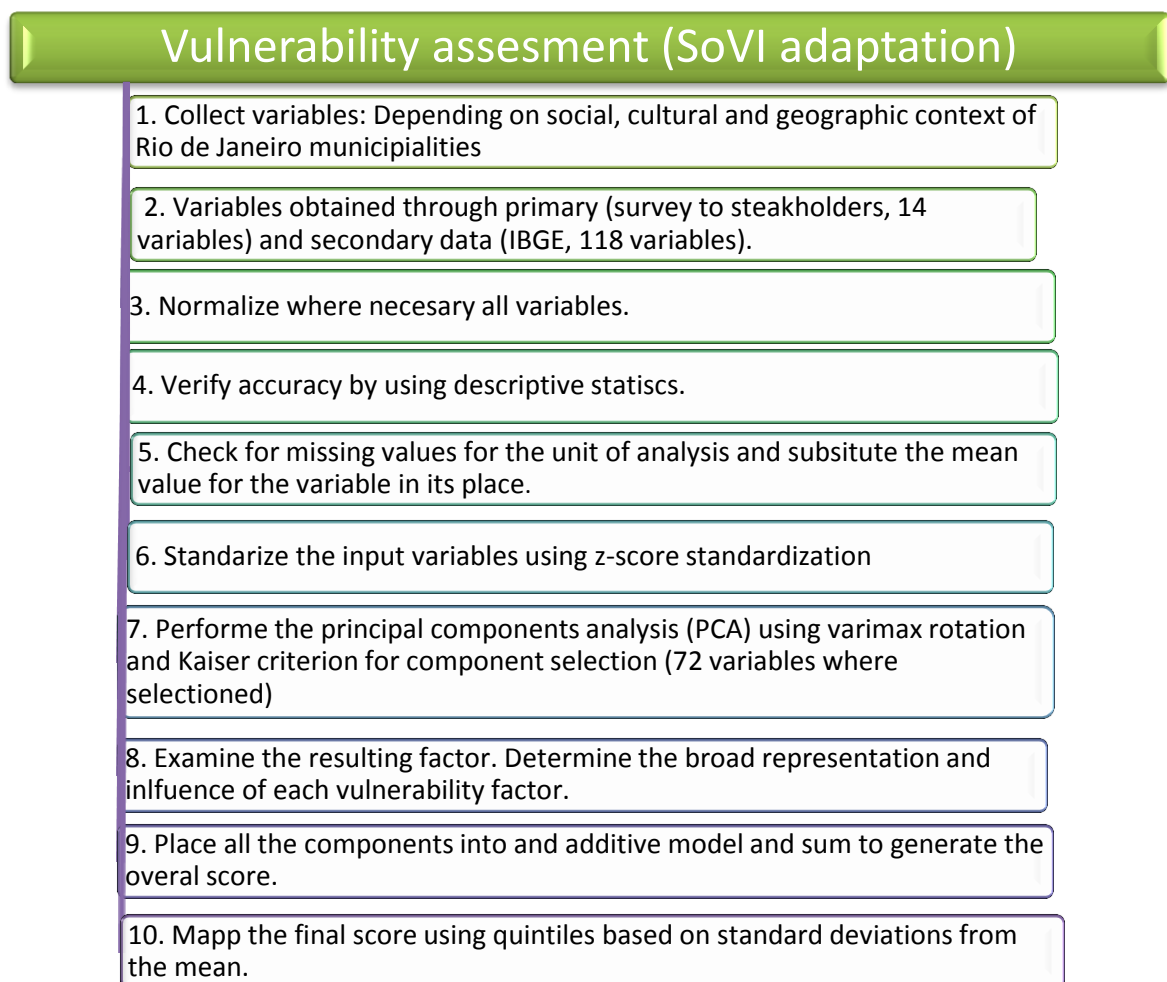 Vulnerability assesment (SoVI adaptation)
1. Collect variables: Depending on social, cultural and geographic context of
Rio de Janeiro municipialities
2. Variables obtained through primary (survey to steakholders, 14
variables) and secondary data (IBGE, 118 variables).
3. Normalize where necesary all variables.
4. Verify accuracy by using descriptive statiscs.
5. Check for missing values for the unit of analysis and subsitute the mean
value for the variable in its place.
6. Standarize the input variables using z-score standardization
7. Performe the principal components analysis (PCA) using varimax rotation
and Kaiser criterion for component selection (72 variables where
selectioned)
8. Examine the resulting factor. Determine the broad representation and
inlfuence of each vulnerability factor.
9. Place all the components into and additive model and sum to generate the
overal score.
10. Mapp the final score using quintiles based on standard deviations from
the mean.